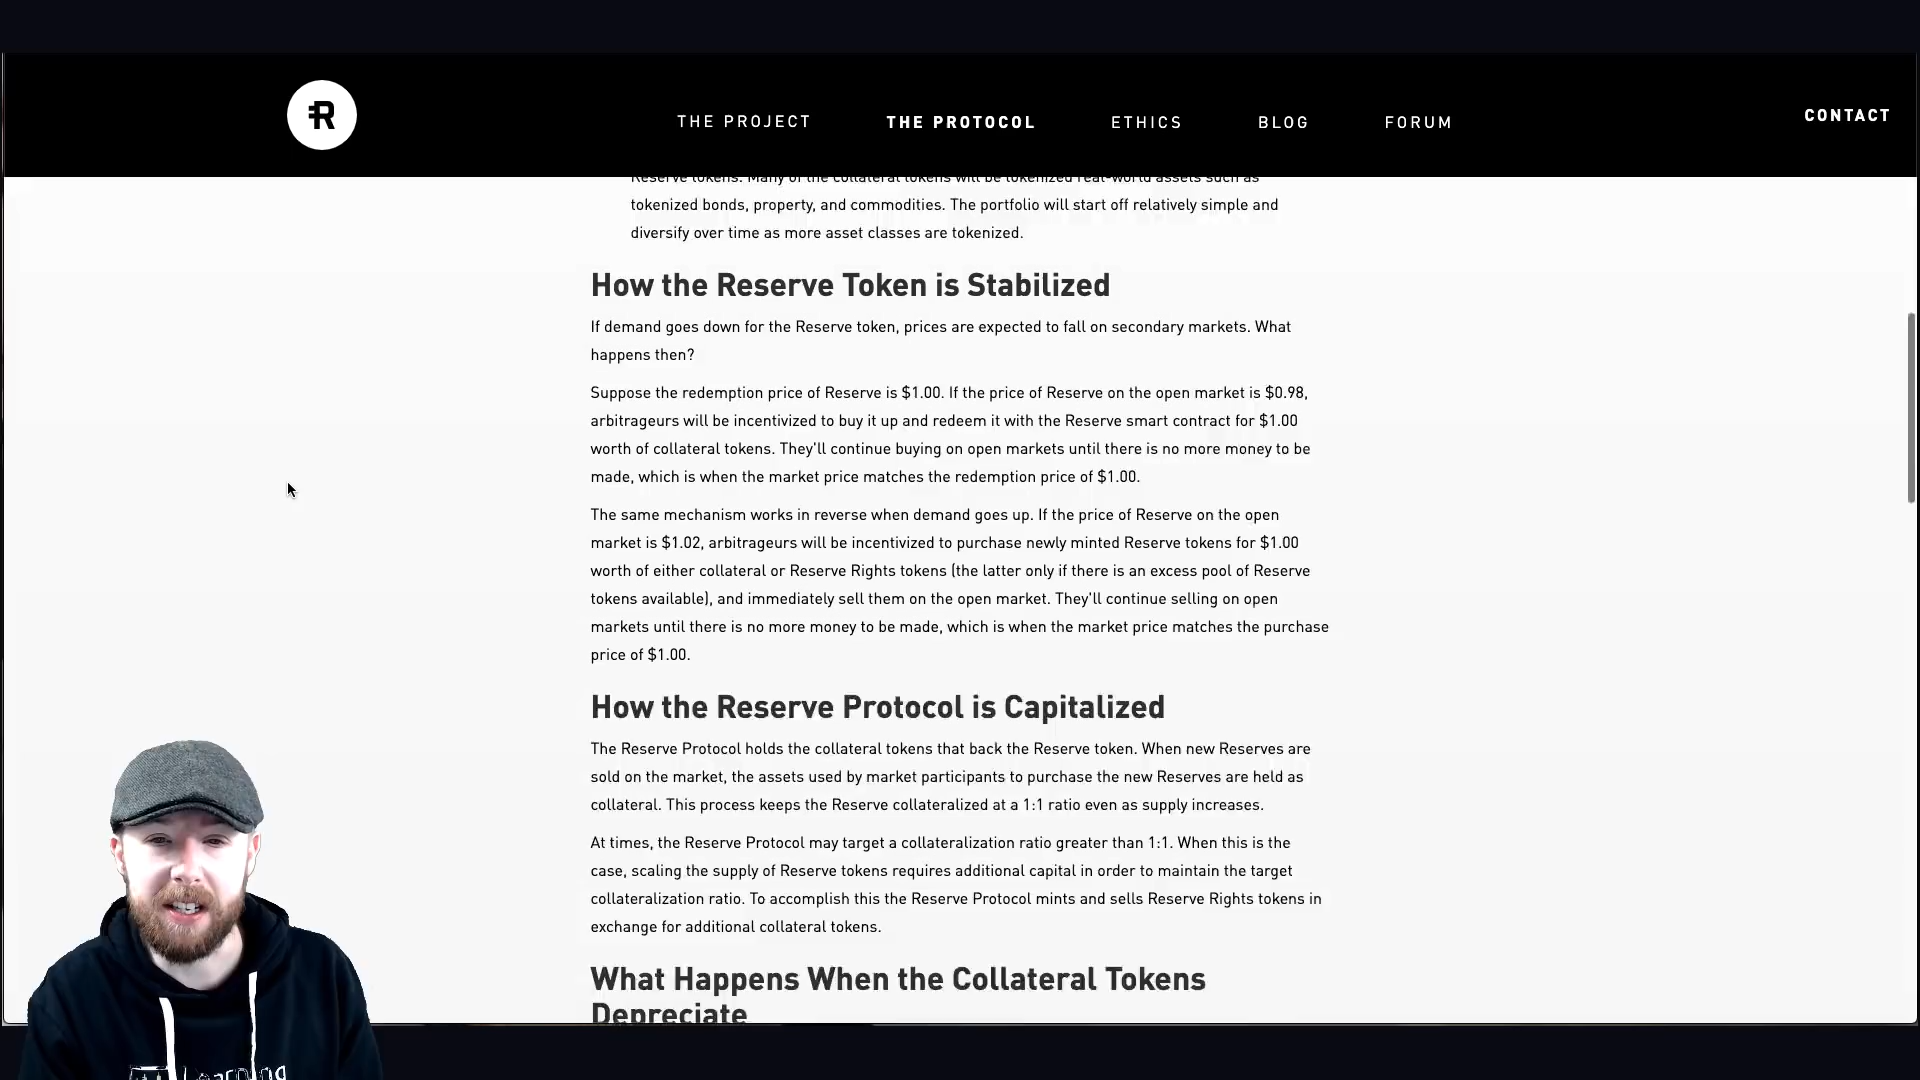 THE PROJECT
THE PROTOCOL
ETHICS
BLOG
FORUM
CONTACT
Reserve tokens. Many of the collateral tokens will be tokenized real-world assets such as
tokenized bonds, property, and commodities. The portfolio will start off relatively simple and
diversify over time as more asset classes are tokenized.
How the Reserve Token is Stabilized
If demand goes down for the Reserve token, prices are expected to fall on secondary markets. What
happens then?
Suppose the redemption price of Reserve is $1.00. If the price of Reserve on the open market is $0.98,
arbitrageurs will be incentivized to buy it up and redeem it with the Reserve smart contract for $1.00
worth of collateral tokens. They'll continue buying on open markets until there is no more money to be
made, which is when the market price matches the redemption price of $1.00.
The same mechanism works in reverse when demand goes up. If the price of Reserve on the open
market is $1.02, arbitrageurs will be incentivized to purchase newly minted Reserve tokens for $1.00
worth of either collateral or Reserve Rights tokens (the latter only if there is an excess pool of Reserve
tokens available), and immediately sell them on the open market. They'll continue selling on open
markets until there is no more money to be made, which is when the market price matches the purchase
price of $1.00.
How the Reserve Protocol is Capitalized
The Reserve Protocol holds the collateral tokens that back the Reserve token. When new Reserves are
sold on the market, the assets used by market participants to purchase the new Reserves are held as
collateral. This process keeps the Reserve collateralized at a 1:1 ratio even as supply increases.
At times, the Reserve Protocol may target a collateralization ratio greater than 1:1. When this is the
case, scaling the supply of Reserve tokens requires additional capital in order to maintain the target
collateralization ratio. To accomplish this the Reserve Protocol mints and sells Reserve Rights tokens in
exchange for additional collateral tokens.
What Happens When the Collateral Tokens
Depreciate